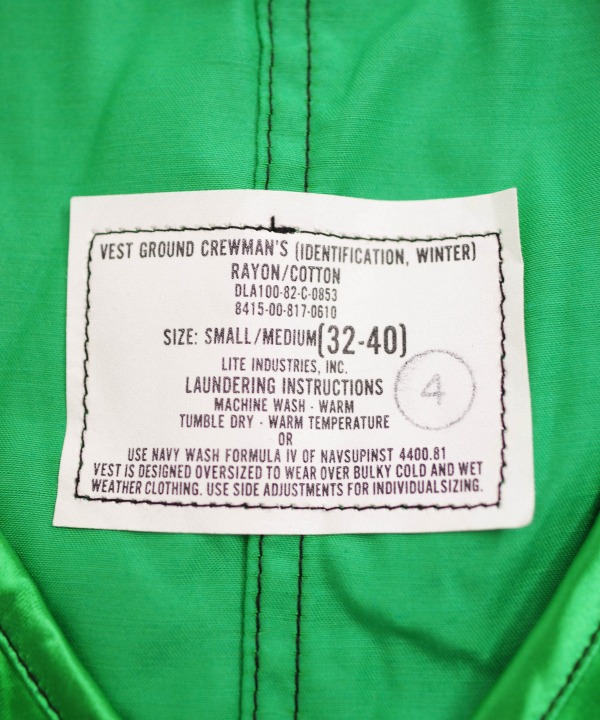 VEST GROUND CREWMAN'S (IDENTIFICATION, WINTER)
RAYON/COTTON
DLA100-82-C-0853
8415-00-817-0610
SIZE: SMALL/MEDIUM(32-40)
LITE INDUSTRIES, INC.
LAUNDERING INSTRUCTIONS
4
MACHINE WASH - WARM
TUMBLE DRY - WARM TEMPERATURE
OR
USE NAVY WASH FORMULA IV OF NAVSUPINST 4400.81
VEST IS DESIGNED OVERSIZED TO WEAR OVER BULKY COLD AND WET
WEATHER CLOTHING. USE SIDE ADJUSTMENTS FOR INDIVIDUALSIZING.